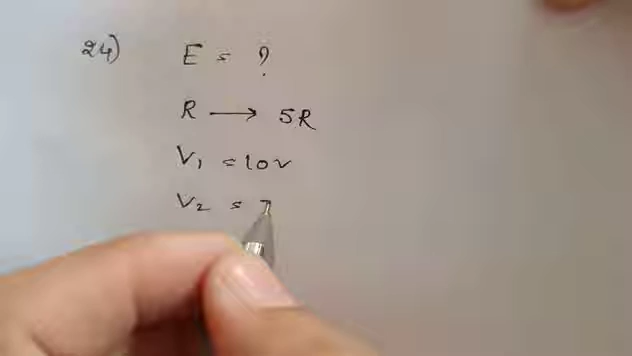 24) E = ?
R → 5R
V₁ = 10V
V₂ =